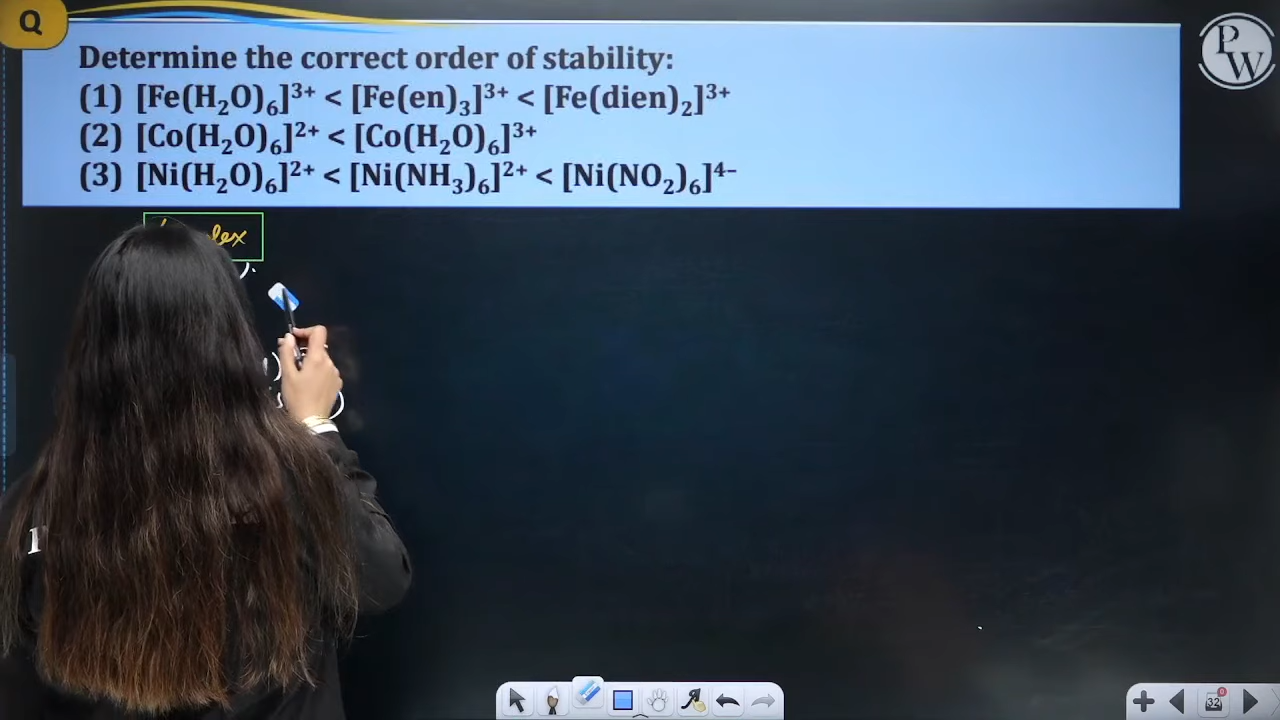 Q
Determine the correct order of stability:
(1) [Fe(H₂O)₆]³⁺ < [Fe(en)₃]³⁺ < [Fe(dien)₂]³⁺
(2) [Co(H₂O)₆]²⁺ < [Co(H₂O)₆]³⁺
(3) [Ni(H₂O)₆]²⁺ < [Ni(NH₃)₆]²⁺ < [Ni(NO₂)₆]⁴⁻
PW
32